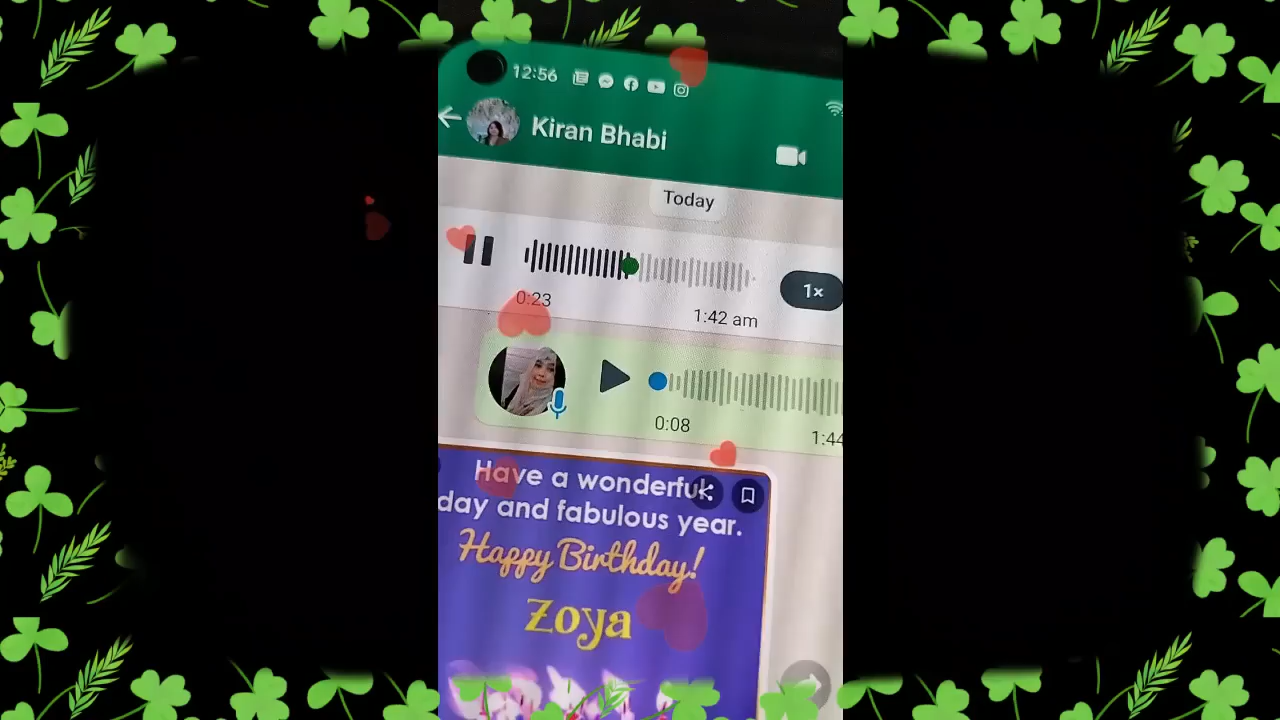 12:56
Kiran Bhabi
Today
0:23
1:42 am
1×
0:08
1:44
Have a wonderful
day and fabulous year.
Happy Birthday!
Zoya